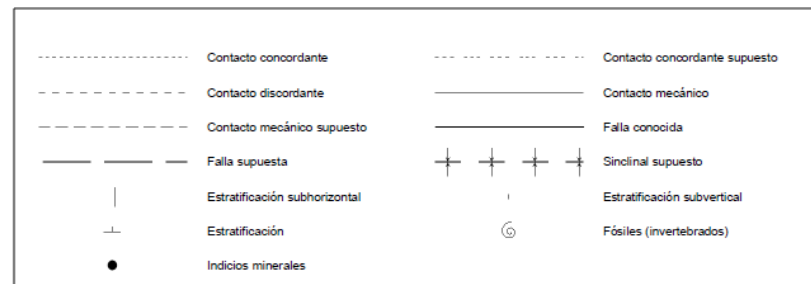 Contacto concordante
Contacto concordante supuesto
Contacto discordante
Contacto mecánico
Contacto mecánico supuesto
Falla conocida
Falla supuesta
Sinclinal supuesto
Estratificación subhorizontal
Estratificación subvertical
Estratificación
Fósiles (invertebrados)
Indicios minerales